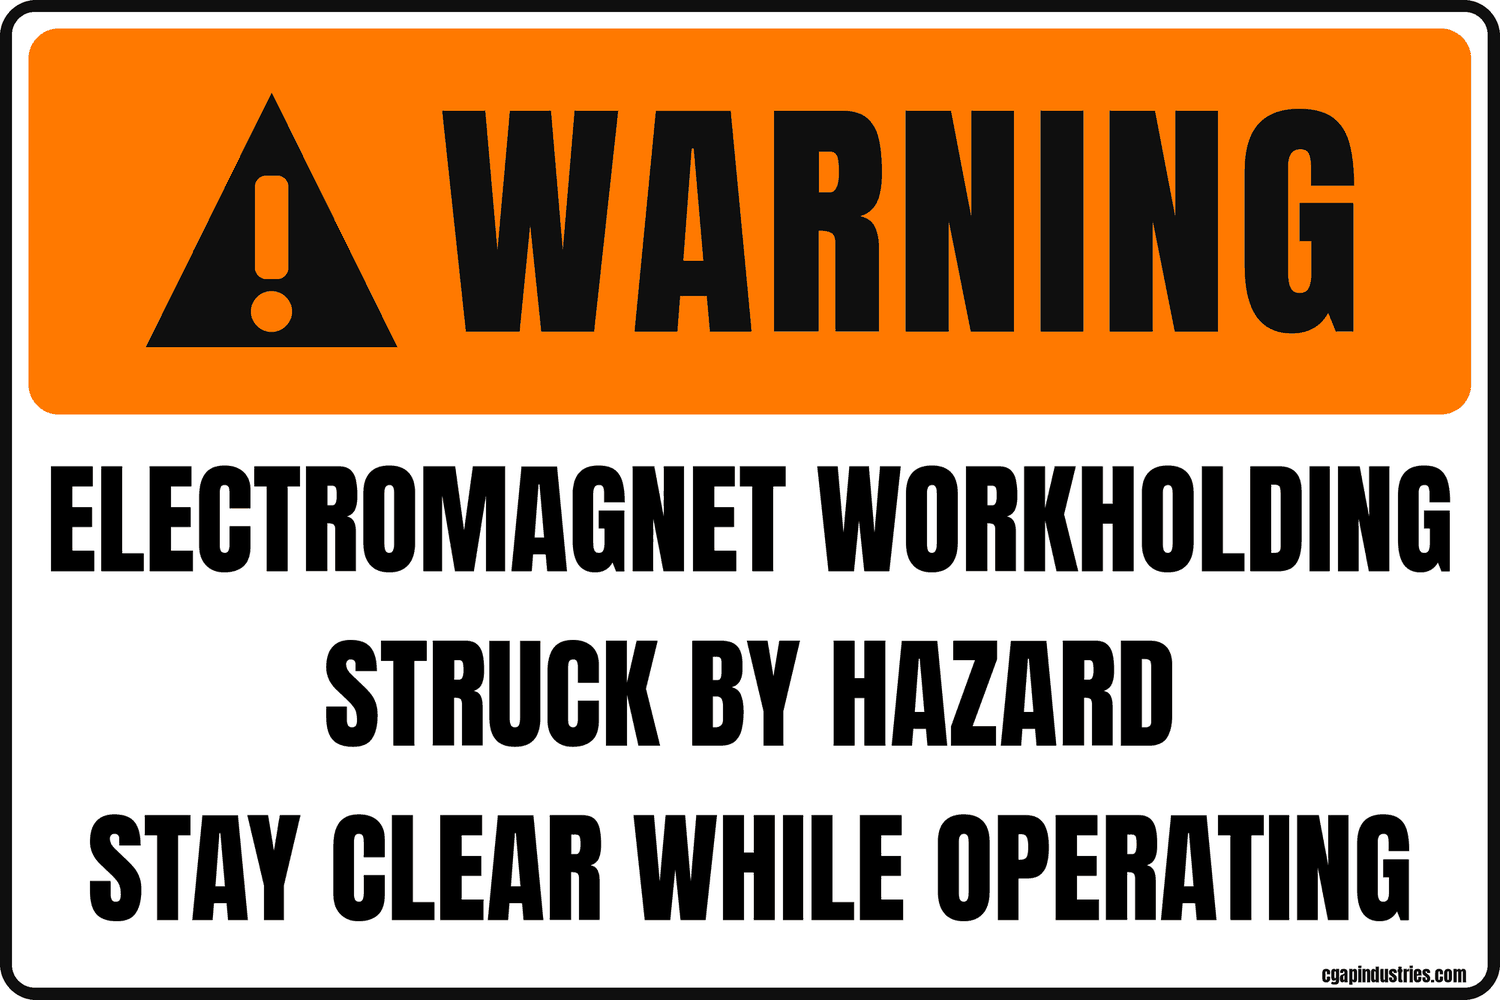 WARNING
ELECTROMAGNET WORKHOLDING
STRUCK BY HAZARD
STAY CLEAR WHILE OPERATING
cgapindustries.com